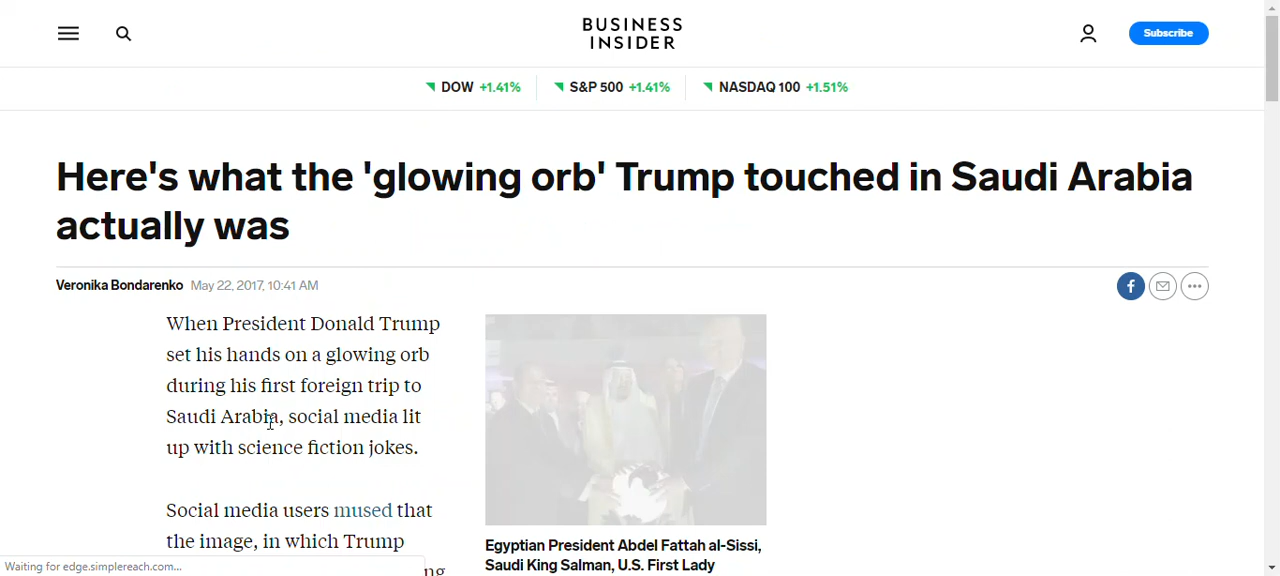 BUSINESS
INSIDER
Subscribe
DOW +1.41%
S&P 500 +1.41%
NASDAQ 100 +1.51%
Here's what the 'glowing orb' Trump touched in Saudi Arabia
actually was
Veronika Bondarenko May 22, 2017, 10:41 AM
f
When President Donald Trump
set his hands on a glowing orb
during his first foreign trip to
Saudi Arabia, social media lit
up with science fiction jokes.
Social media users mused that
the image, in which Trump
ng
Egyptian President Abdel Fattah al-Sissi,
Saudi King Salman, U.S. First Lady
Waiting for edge.simplereach.com...